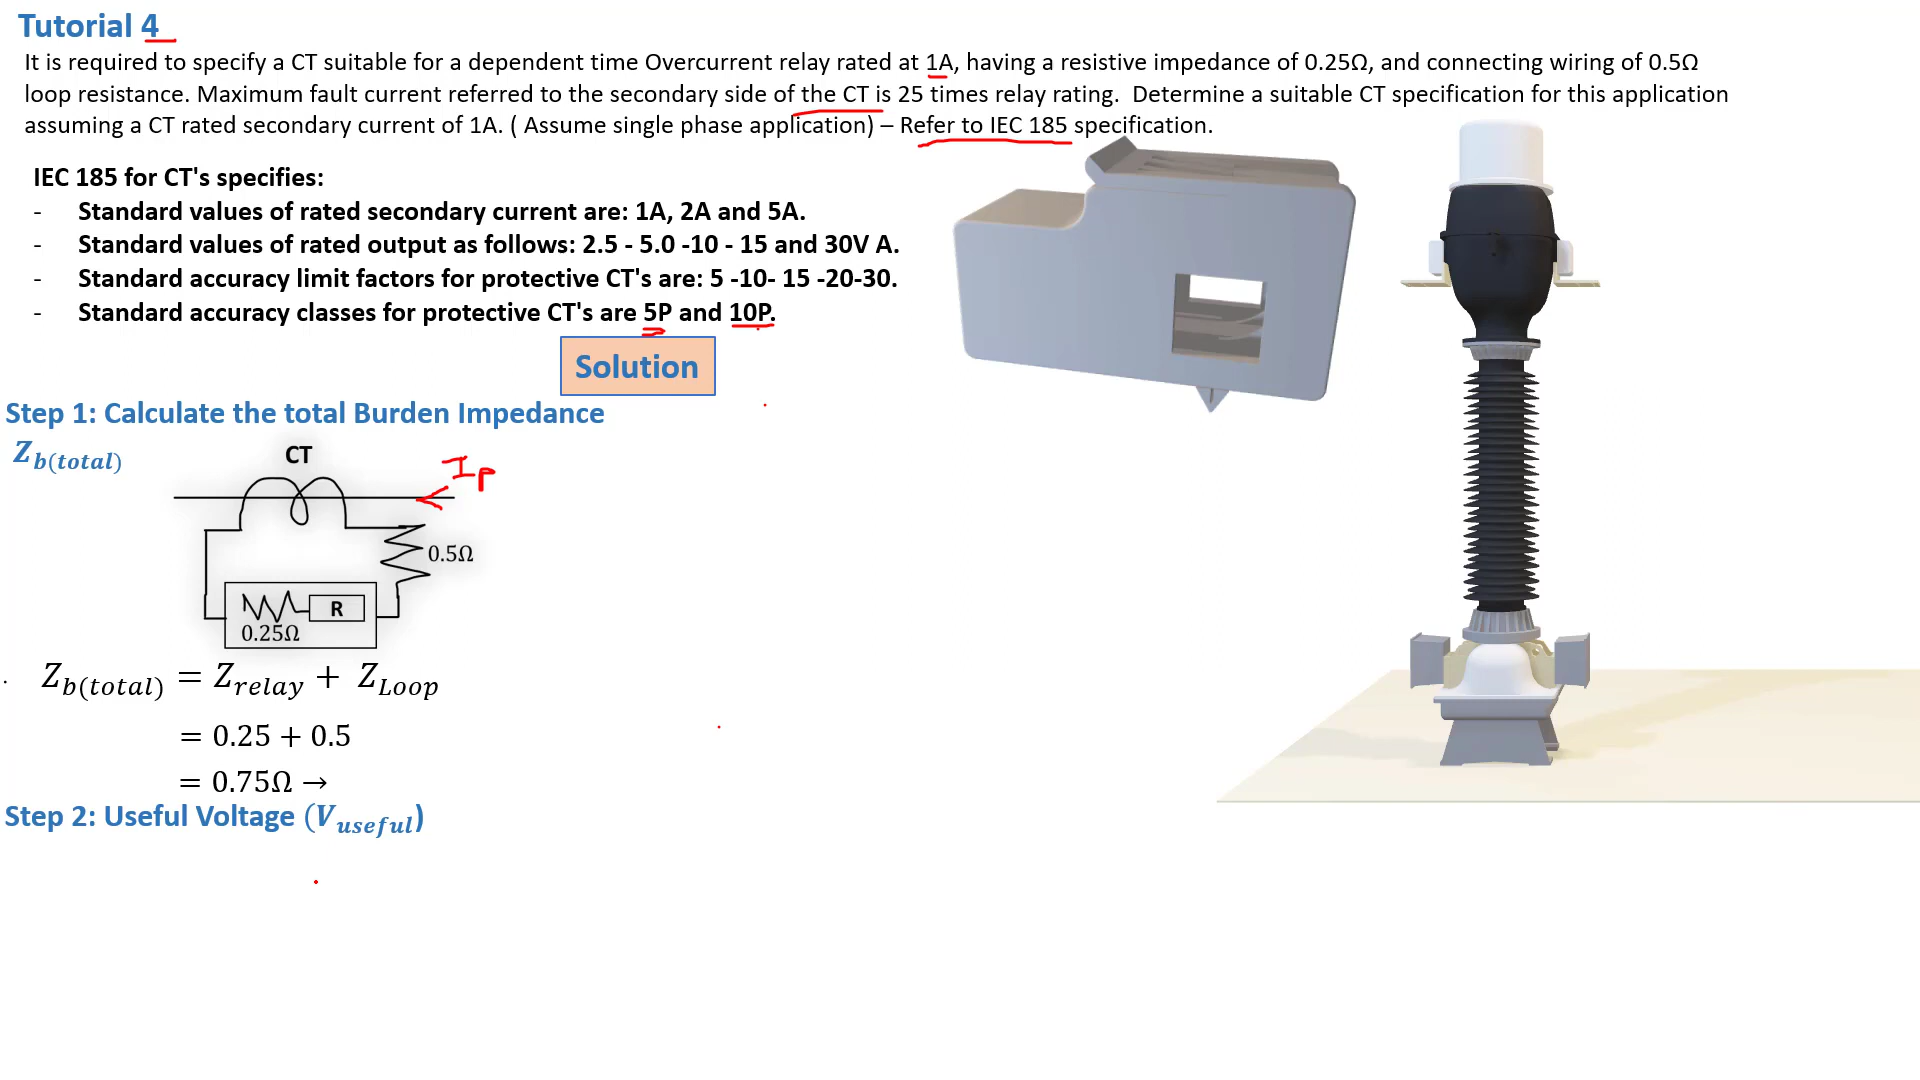 Tutorial 4
It is required to specify a CT suitable for a dependent time Overcurrent relay rated at 1A, having a resistive impedance of 0.25Ω, and connecting wiring of 0.5Ω
loop resistance. Maximum fault current referred to the secondary side of the CT is 25 times relay rating. Determine a suitable CT specification for this application
assuming a CT rated secondary current of 1A. ( Assume single phase application) – Refer to IEC 185 specification.
IEC 185 for CT's specifies:
- Standard values of rated secondary current are: 1A, 2A and 5A.
- Standard values of rated output as follows: 2.5 - 5.0 -10 - 15 and 30V A.
- Standard accuracy limit factors for protective CT's are: 5 -10- 15 -20-30.
- Standard accuracy classes for protective CT's are 5P and 10P.
Solution
Step 1: Calculate the total Burden Impedance
Z_b(total)
CT
I_P
0.5Ω
R
0.25Ω
Z_b(total) = Z_relay + Z_Loop
= 0.25 + 0.5
= 0.75Ω →
Step 2: Useful Voltage (V_useful)